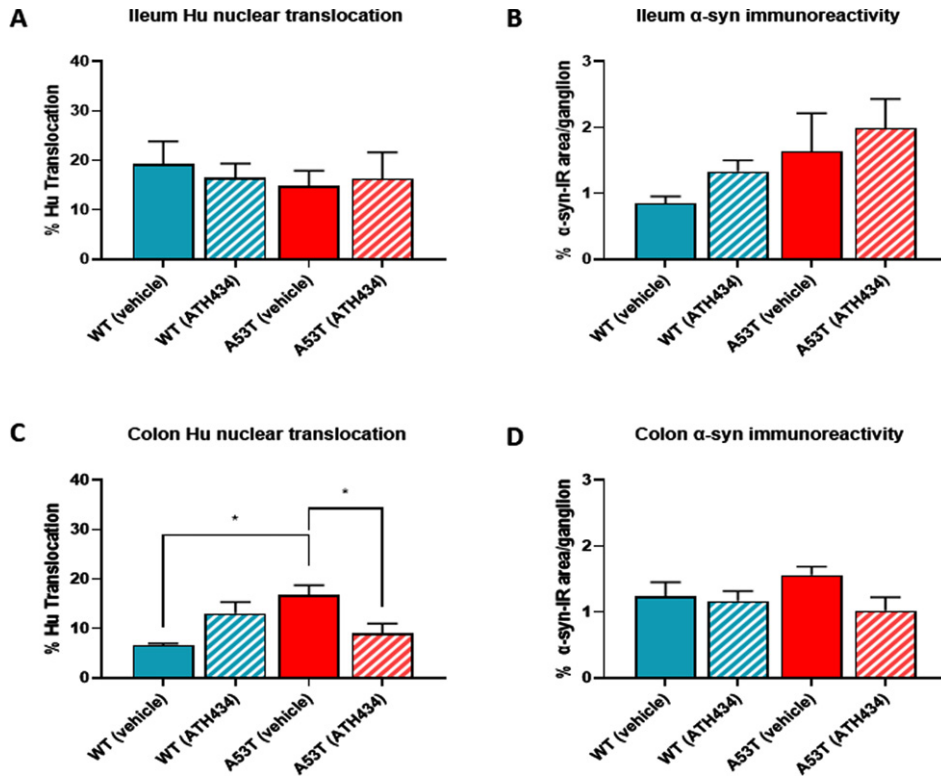 A
Ileum Hu nuclear translocation
% Hu Translocation
40
30
20
10
0
WT (vehicle)
WT (ATH434)
A53T (vehicle)
A53T (ATH434)
B
Ileum α-syn immunoreactivity
% α-syn-IR area/ganglion
3
2
1
0
WT (vehicle)
WT (ATH434)
A53T (vehicle)
A53T (ATH434)
C
Colon Hu nuclear translocation
% Hu Translocation
40
30
20
10
0
*
*
WT (vehicle)
WT (ATH434)
A53T (vehicle)
A53T (ATH434)
D
Colon α-syn immunoreactivity
% α-syn-IR area/ganglion
3
2
1
0
WT (vehicle)
WT (ATH434)
A53T (vehicle)
A53T (ATH434)